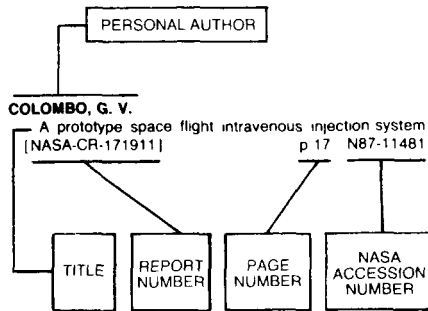 PERSONAL AUTHOR
COLOMBO, G. V.
A prototype space flight intravenous injection system
[NASA-CR-171911] p 17 N87-11481
TITLE
REPORT
NUMBER
PAGE
NUMBER
NASA
ACCESSION
NUMBER